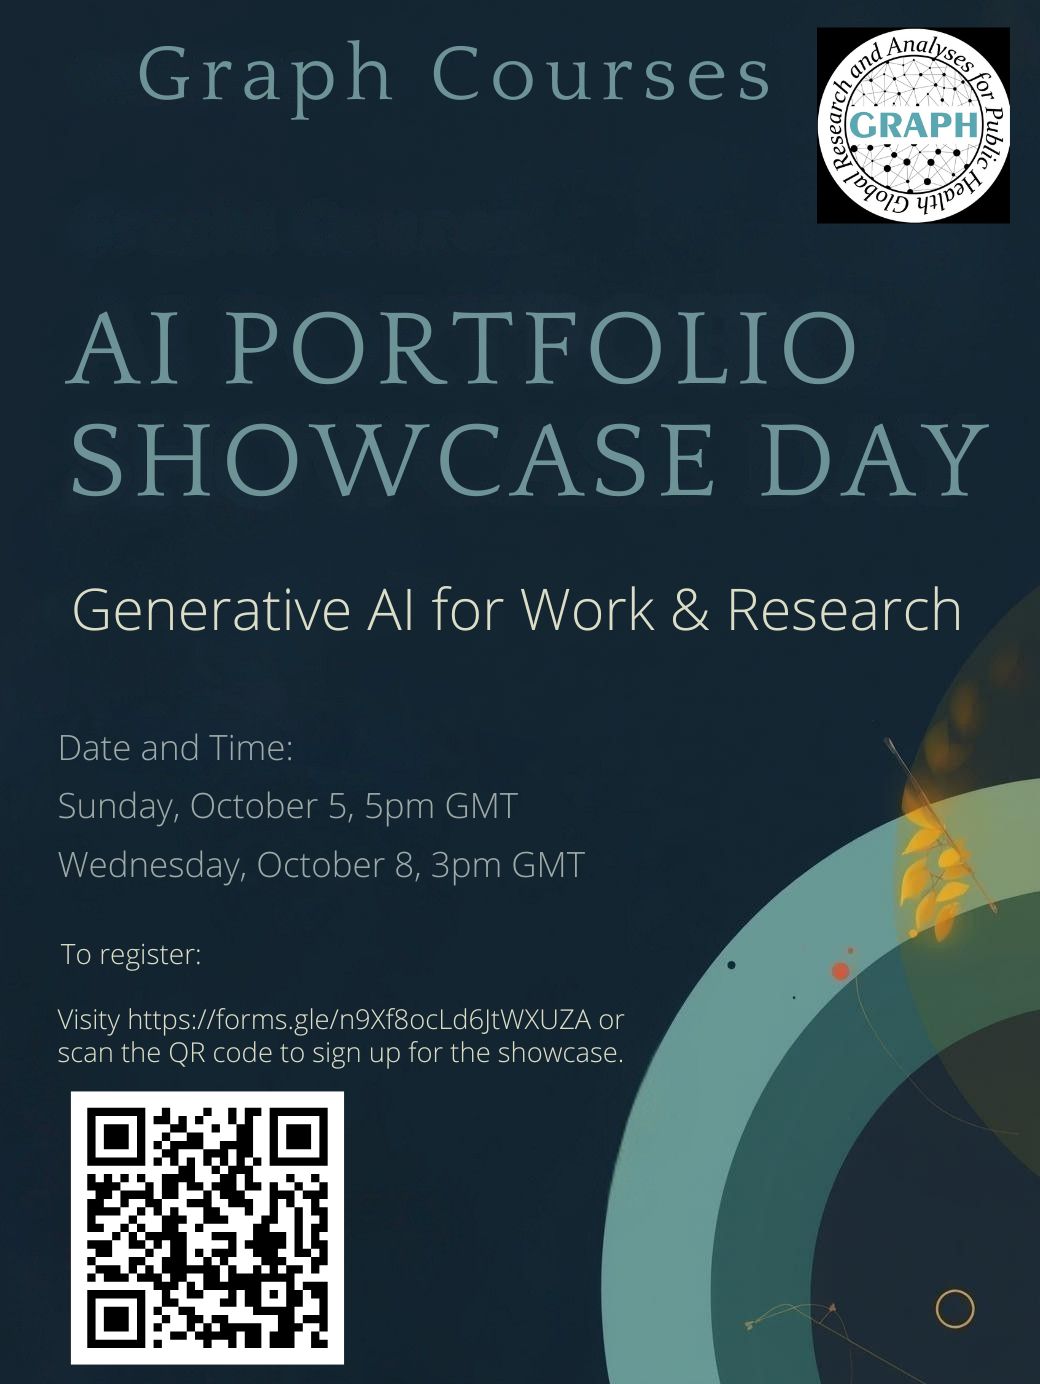 Graph Courses
Global Research and Analyses for Public Health
GRAPH
AI PORTFOLIO
SHOWCASE DAY
Generative AI for Work & Research
Date and Time:
Sunday, October 5, 5pm GMT
Wednesday, October 8, 3pm GMT
To register:
Visity https://forms.gle/n9Xf8ocLd6JtWXUZA or
scan the QR code to sign up for the showcase.